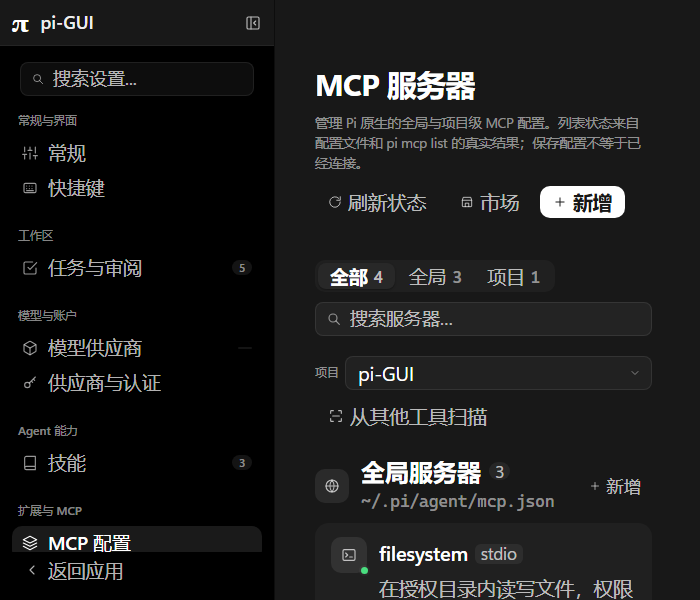 π pi-GUI
搜索设置...
常规与界面
常规
快捷键
工作区
任务与审阅 5
模型与账户
模型供应商
供应商与认证
Agent 能力
技能 3
扩展与 MCP
MCP 配置
返回应用
MCP 服务器
管理 Pi 原生的全局与项目级 MCP 配置。列表状态来自
配置文件和 pi mcp list 的真实结果；保存配置不等于已
经连接。
刷新状态 市场 + 新增
全部 4 全局 3 项目 1
搜索服务器...
项目 pi-GUI
从其他工具扫描
全局服务器 3
~/.pi/agent/mcp.json
+ 新增
filesystem stdio
在授权目录内读写文件，权限